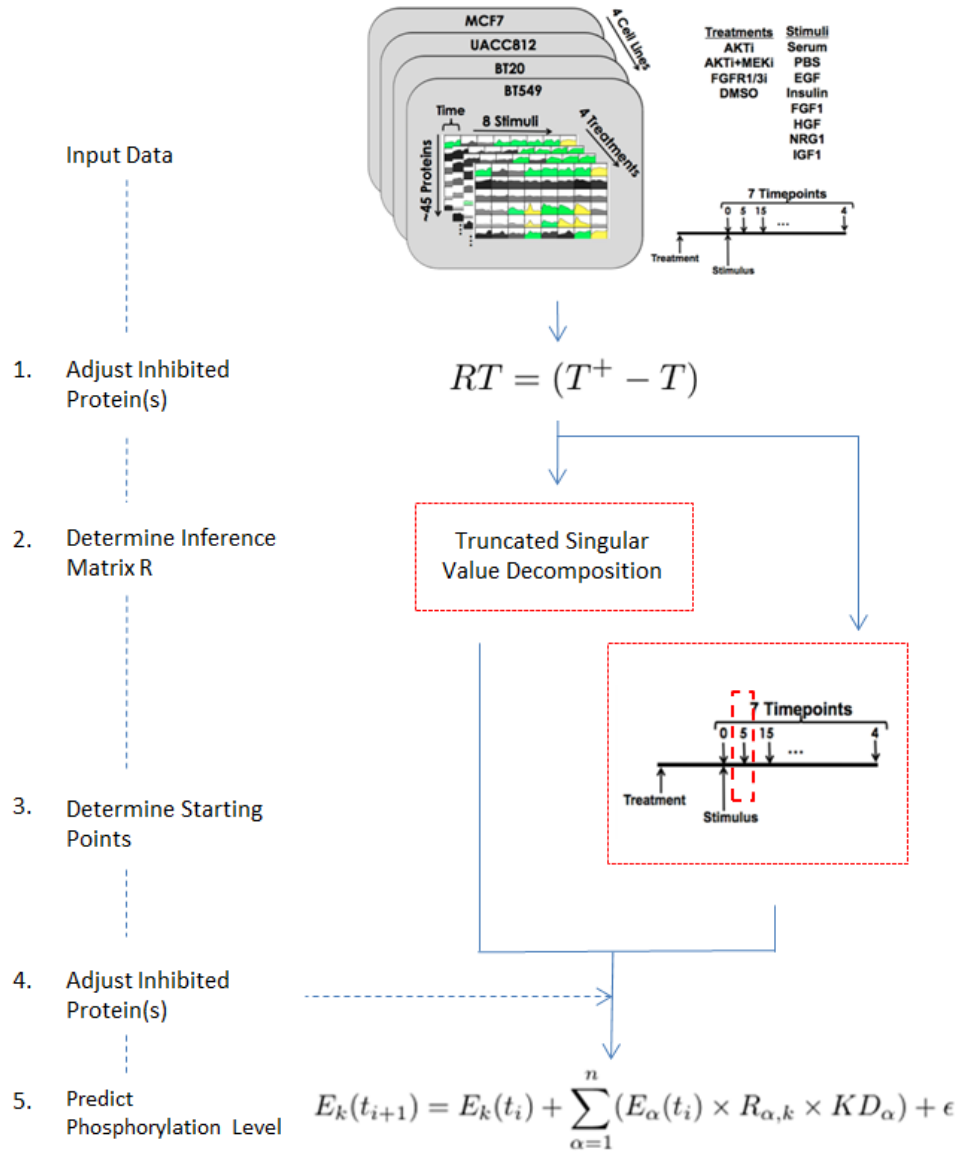 MCF7
UACC812
BT20
BT549
4 Cell Lines
Time
8 Stimuli
4 Treatments
~45 Proteins
Treatments Stimuli
AKTi Serum
AKTi+MEKi PBS
FGFR1/3i EGF
DMSO Insulin
FGF1
HGF
NRG1
IGF1
7 Timepoints
0 5 15 ... 4
Treatment
Stimulus
Input Data
1. Adjust Inhibited
Protein(s)
RT = (T⁺ − T)
2. Determine Inference
Matrix R
Truncated Singular
Value Decomposition
7 Timepoints
0 5 15 ... 4
Treatment
Stimulus
3. Determine Starting
Points
4. Adjust Inhibited
Protein(s)
5. Predict
Phosphorylation Level
E_k(t_{i+1}) = E_k(t_i) + ∑_{α=1}^{n} (E_α(t_i) × R_{α,k} × KD_α) + ϵ